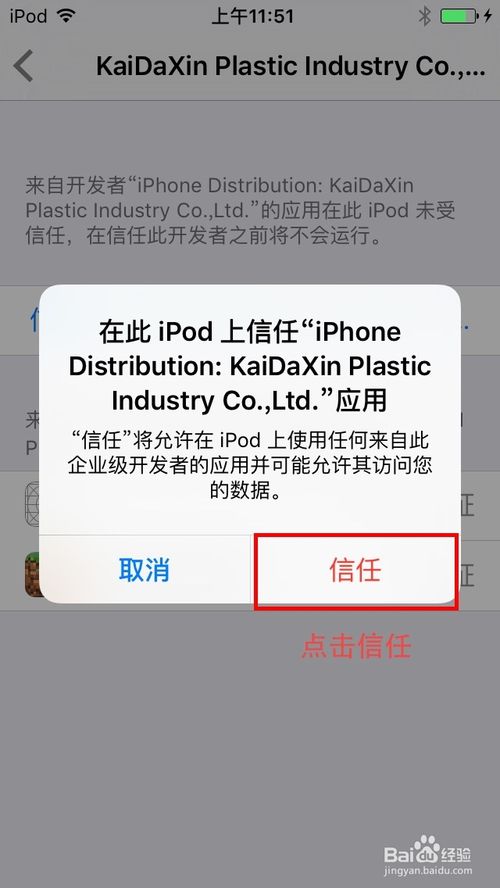 iPod
上午11:51
KaiDaXin Plastic Industry Co.,...
来自开发者“iPhone Distribution: KaiDaXin
Plastic Industry Co.,Ltd.”的应用在此 iPod 未受
信任，在信任此开发者之前将不会运行。
在此 iPod 上信任“iPhone
Distribution: KaiDaXin Plastic
Industry Co.,Ltd.”应用
“信任”将允许在 iPod 上使用任何来自此
企业级开发者的应用并可能允许其访问您
的数据。
取消
信任
点击信任
Baidu经验
jingyan.baidu.com